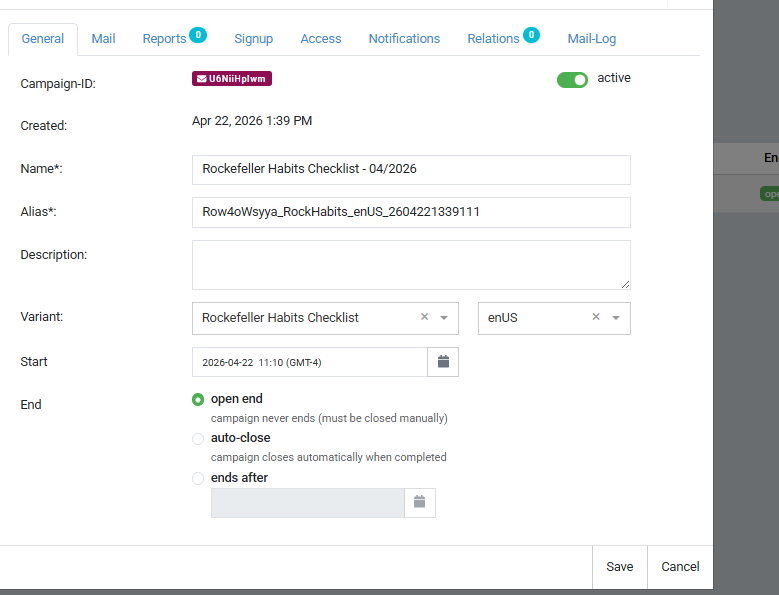 General Mail Reports 0 Signup Access Notifications Relations 0 Mail-Log
Campaign-ID: U6NiiHpIwm active
Created: Apr 22, 2026 1:39 PM
En
Name*: Rockefeller Habits Checklist - 04/2026
ope
Alias*: Row4oWsyya_RockHabits_enUS_2604221339111
Description:
Variant: Rockefeller Habits Checklist × enUS ×
Start 2026-04-22 11:10 (GMT-4)
End open end
campaign never ends (must be closed manually)
auto-close
campaign closes automatically when completed
ends after
Save Cancel